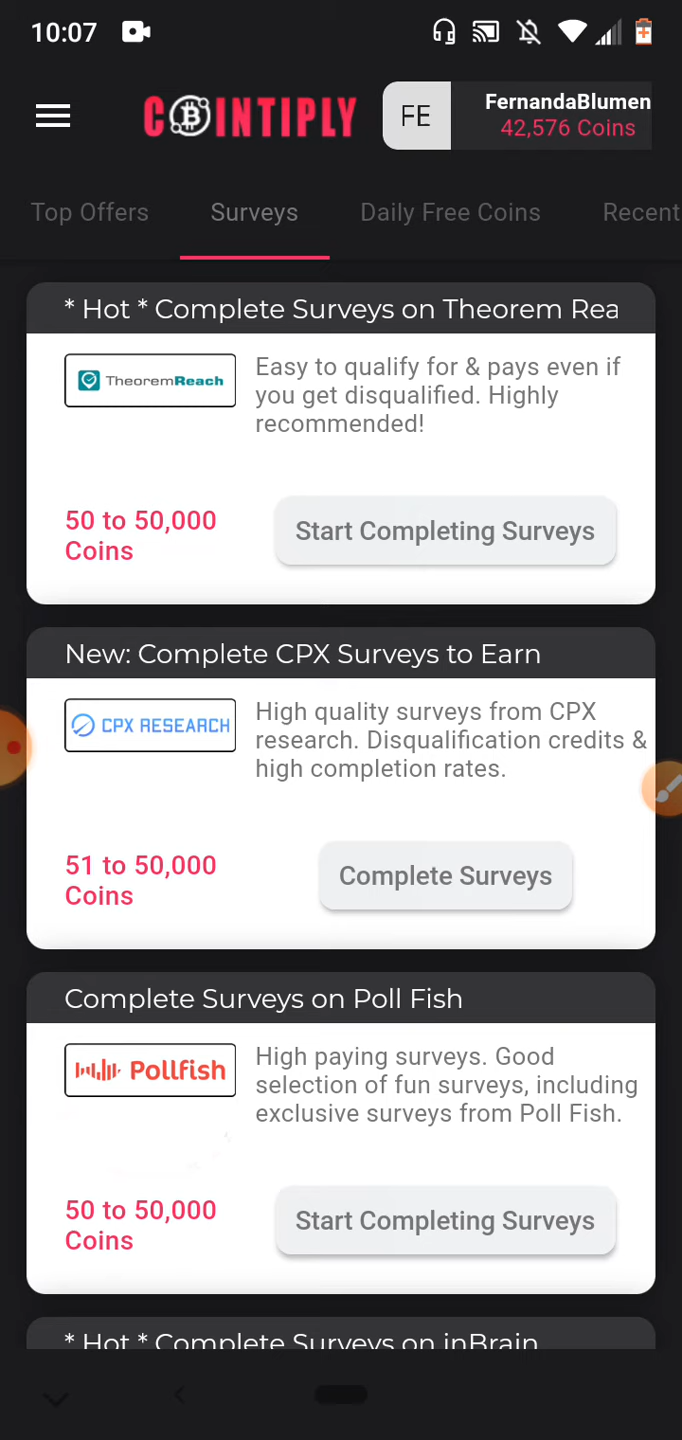 10:07
COINTIPLY
FE
FernandaBlumen
42,576 Coins
Top Offers
Surveys
Daily Free Coins
Recent
* Hot * Complete Surveys on Theorem Rea
TheoremReach
Easy to qualify for & pays even if
you get disqualified. Highly
recommended!
50 to 50,000
Coins
Start Completing Surveys
New: Complete CPX Surveys to Earn
CPX RESEARCH
High quality surveys from CPX
research. Disqualification credits &
high completion rates.
51 to 50,000
Coins
Complete Surveys
Complete Surveys on Poll Fish
Pollfish
High paying surveys. Good
selection of fun surveys, including
exclusive surveys from Poll Fish.
50 to 50,000
Coins
Start Completing Surveys
* Hot * Complete Surveys on inBrain